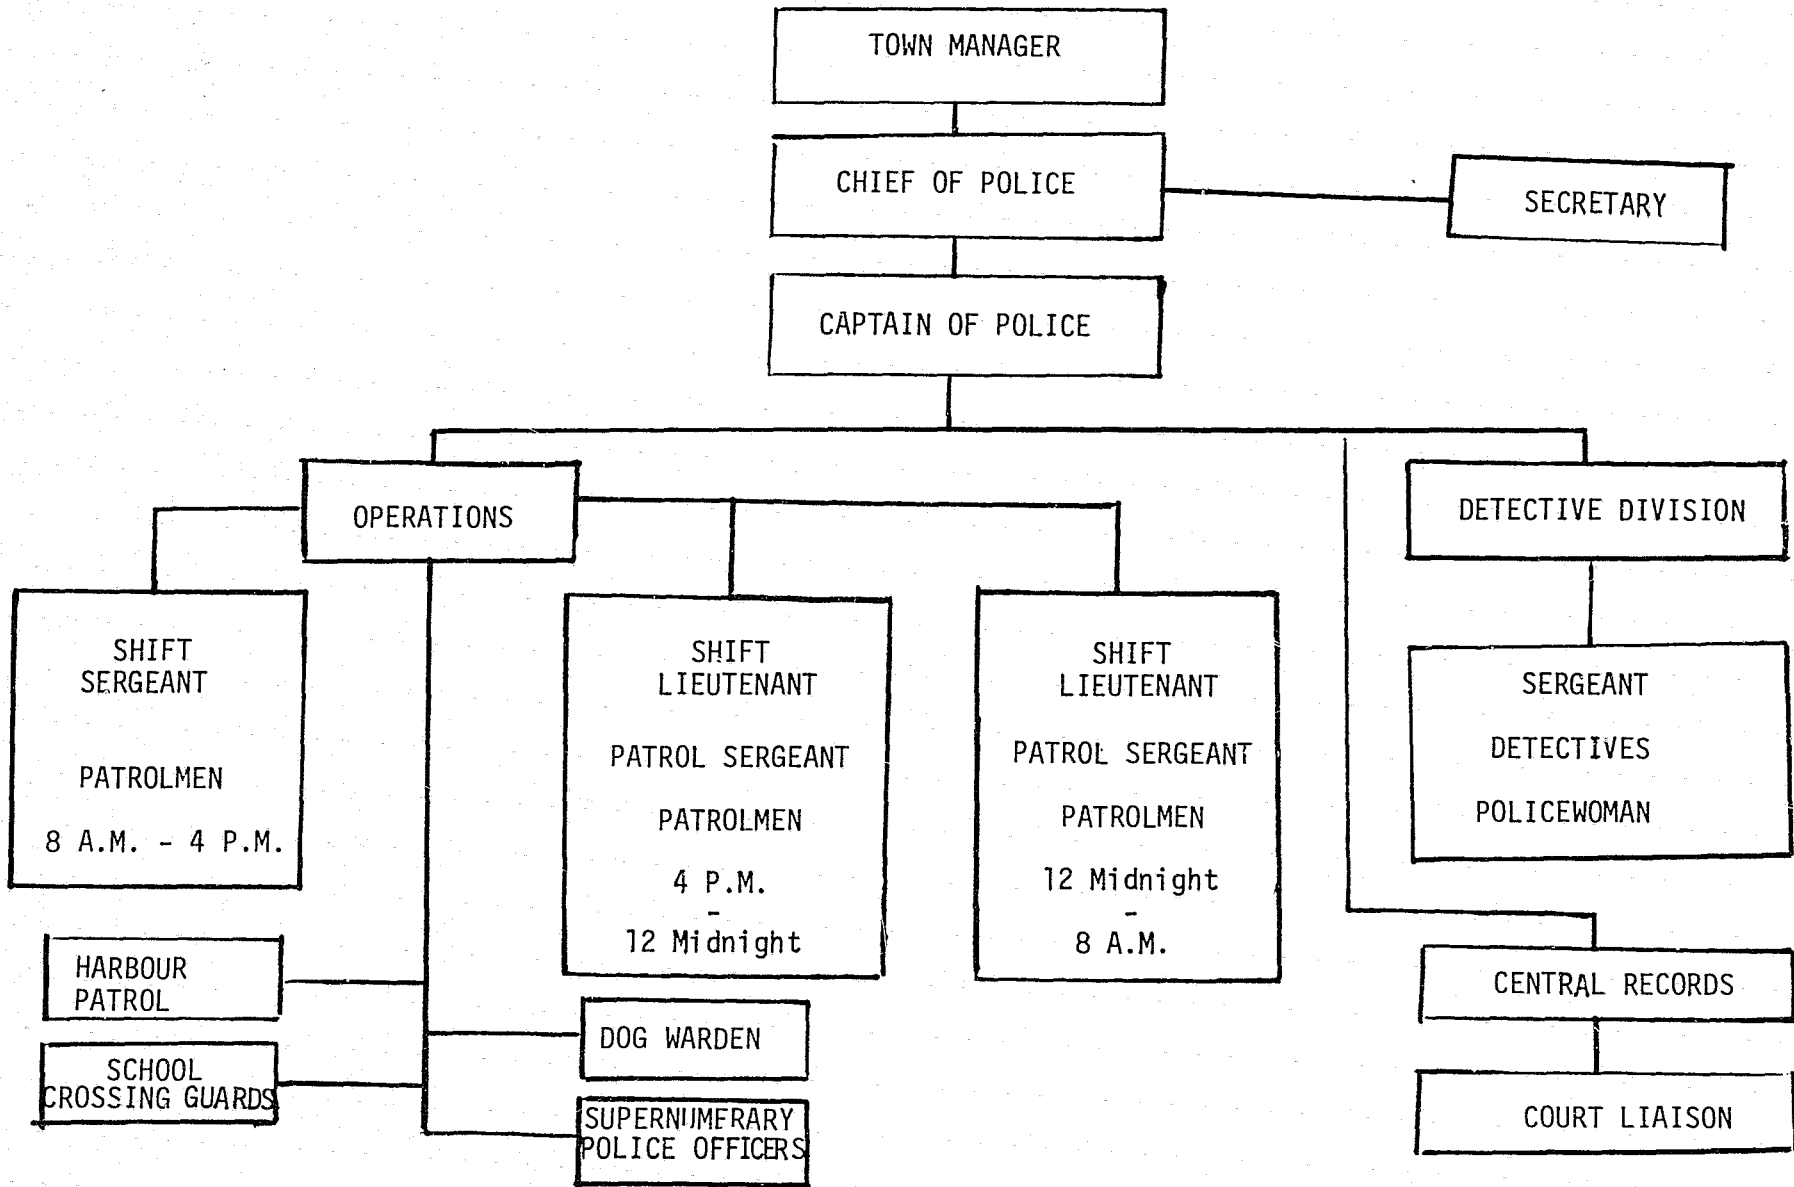 TOWN MANAGER
CHIEF OF POLICE
SECRETARY
CAPTAIN OF POLICE
OPERATIONS
DETECTIVE DIVISION
SHIFT
SERGEANT
PATROLMEN
8 A.M. - 4 P.M.
SHIFT
LIEUTENANT
PATROL SERGEANT
PATROLMEN
4 P.M.
-
12 Midnight
SHIFT
LIEUTENANT
PATROL SERGEANT
PATROLMEN
12 Midnight
-
8 A.M.
SERGEANT
DETECTIVES
POLICEWOMAN
HARBOUR
PATROL
SCHOOL
CROSSING GUARDS
DOG WARDEN
SUPERNUMERARY
POLICE OFFICERS
CENTRAL RECORDS
COURT LIAISON